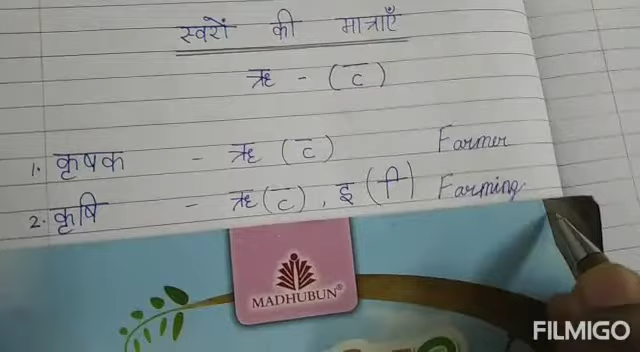 स्वरों की मात्राएँ
ऋ - ( ृ )
1. कृषक - ऋ ( ृ ) Farmer
2. कृषि - ऋ ( ृ ) , इ ( ि ) Farming
MADHUBUN®
FILMIGO